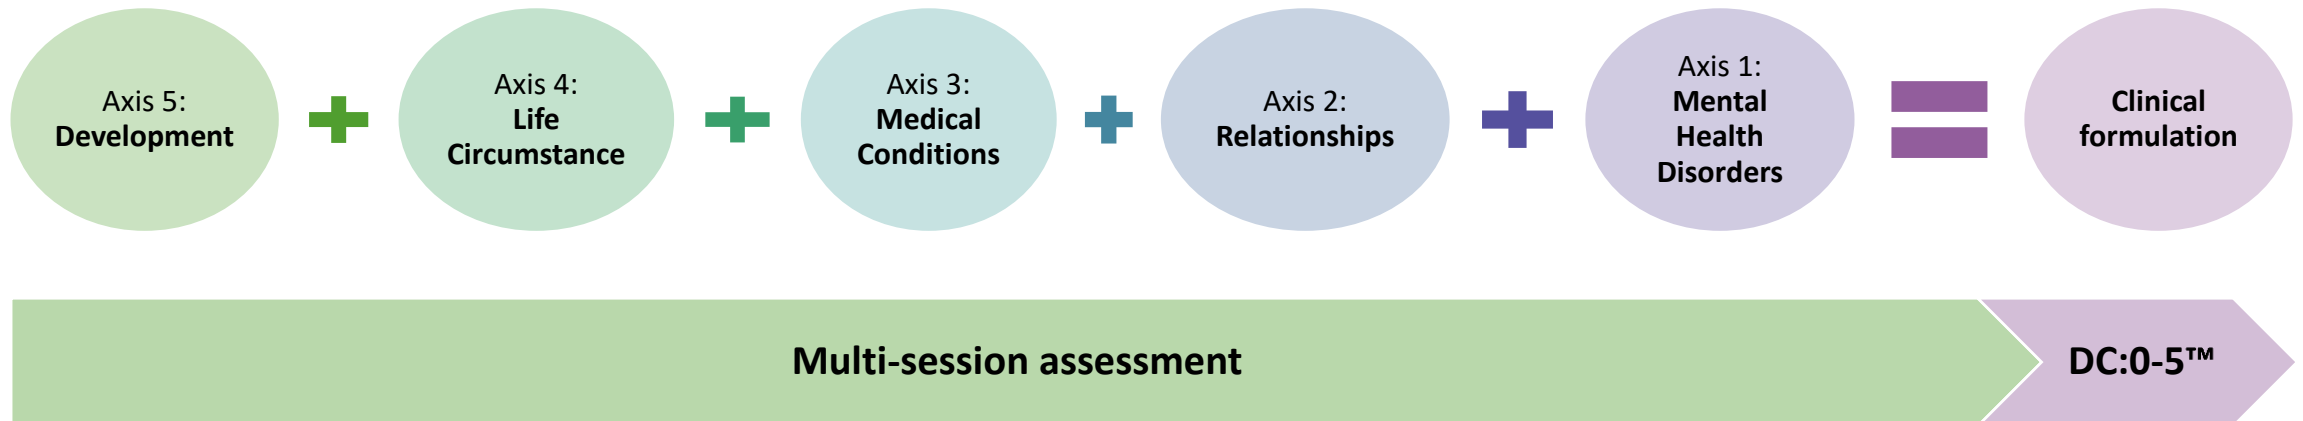 Axis 5:
Development
Axis 4:
Life
Circumstance
Axis 3:
Medical
Conditions
Axis 2:
Relationships
Axis 1:
Mental
Health
Disorders
Clinical
formulation
Multi-session assessment
DC:0-5™